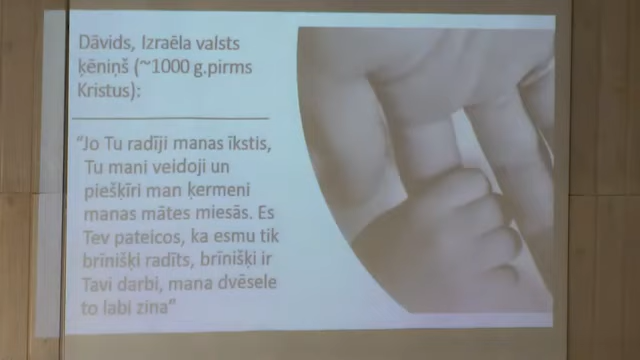 Dāvids, Izraēla valsts
ķēniņš (~1000 g.pirms
Kristus):
“Jo Tu radīji manas īkstis,
Tu mani veidoji un
piešķīri man ķermeni
manas mātes miesās. Es
Tev pateicos, ka esmu tik
brīnišķi radīts, brīnišķi ir
Tavi darbi, mana dvēsele
to labi zina”